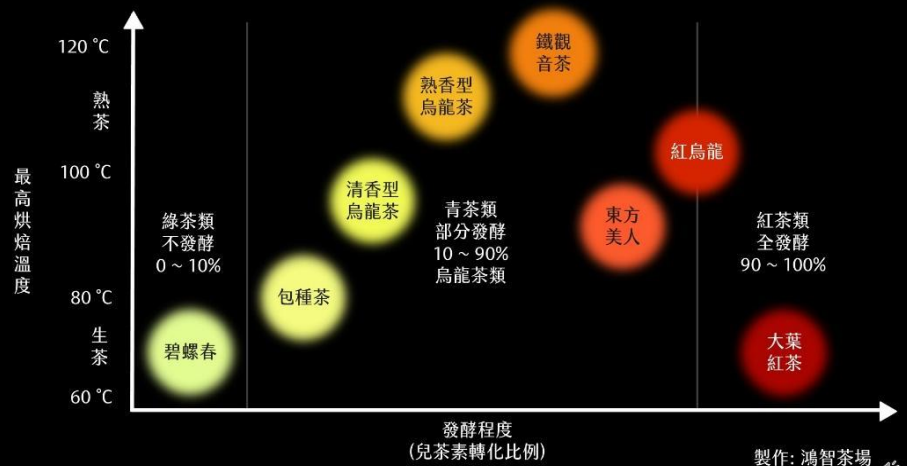 120 °C
熟茶
100 °C
最高烘焙溫度
80 °C
生茶
60 °C
綠茶類
不發酵
0 ~ 10%
碧螺春
包種茶
清香型
烏龍茶
熟香型
烏龍茶
鐵觀
音茶
青茶類
部分發酵
10 ~ 90%
烏龍茶類
東方
美人
紅烏龍
紅茶類
全發酵
90 ~ 100%
大葉
紅茶
發酵程度
(兒茶素轉化比例)
製作: 鴻智茶場